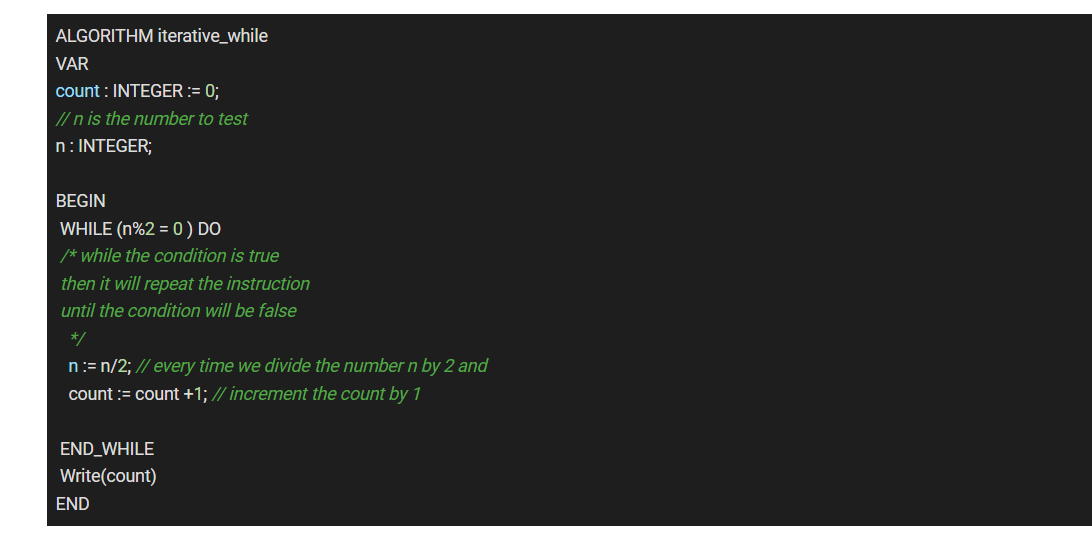 ALGORITHM iterative_while
VAR
count : INTEGER := 0;
// n is the number to test
n : INTEGER;
BEGIN
WHILE (n%2 = 0 ) DO
/* while the condition is true
then it will repeat the instruction
until the condition will be false
*/
n := n/2; // every time we divide the number n by 2 and
count := count +1; // increment the count by 1
END_WHILE
Write(count)
END